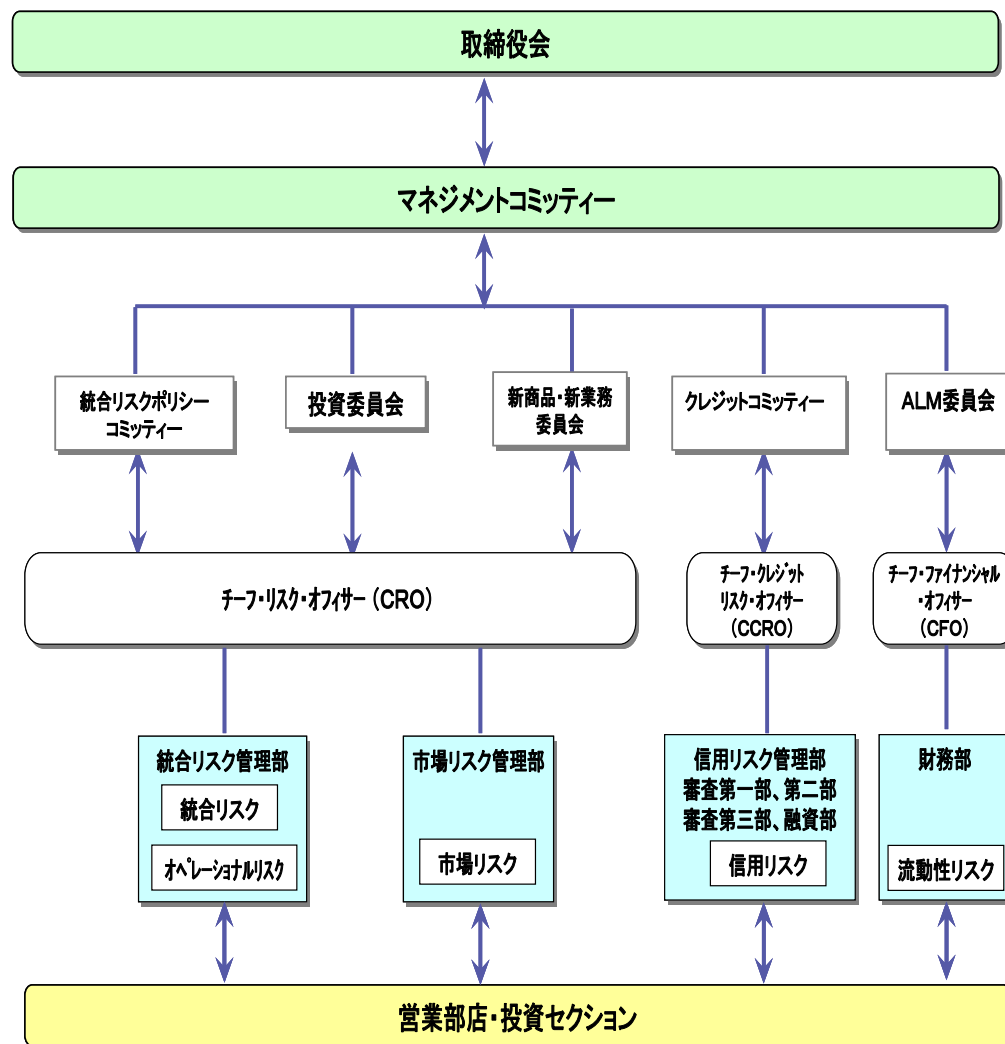 取締役会
マネジメントコミッティー
統合リスクポリシー
コミッティー
投資委員会
新商品・新業務
委員会
クレジットコミッティー
ALM委員会
チーフ・リスク・オフィサー（CRO）
チーフ・クレジット
リスク・オフィサー
（CCRO）
チーフ・ファイナンシャル
・オフィサー
（CFO）
統合リスク管理部
統合リスク
オペレーショナルリスク
市場リスク管理部
市場リスク
信用リスク管理部
審査第一部、第二部
審査第三部、融資部
信用リスク
財務部
流動性リスク
営業部店・投資セクション